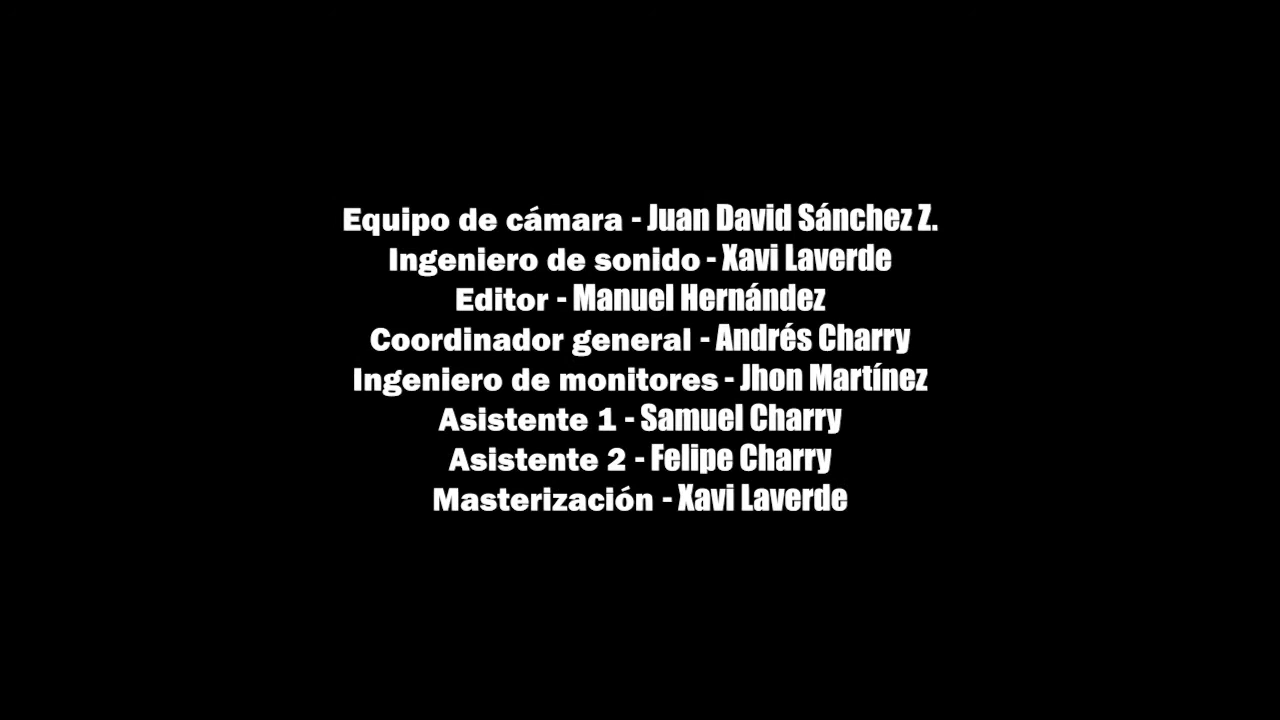 Equipo de cámara - Juan David Sánchez Z.
Ingeniero de sonido - Xavi Laverde
Editor - Manuel Hernández
Coordinador general - Andrés Charry
Ingeniero de monitores - Jhon Martínez
Asistente 1 - Samuel Charry
Asistente 2 - Felipe Charry
Masterización - Xavi Laverde